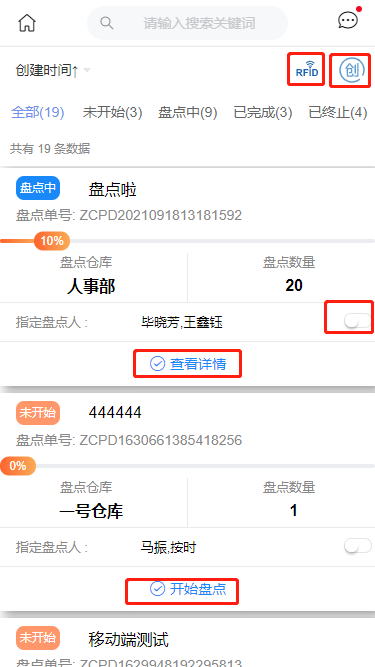 请输入搜索关键词
创建时间↑ RFID 创
全部(19) 未开始(3) 盘点中(9) 已完成(3) 已终止(4)
共有 19 条数据
盘点中 盘点啦
盘点单号: ZCPD2021091813181592
10%
盘点仓库 盘点数量
人事部 20
指定盘点人 : 毕晓芳,王鑫钰
查看详情
未开始 444444
盘点单号: ZCPD1630661385418256
0%
盘点仓库 盘点数量
一号仓库 1
指定盘点人 : 马振,按时
开始盘点
未开始 移动端测试
盘点单号: ZCPD1629948192295813